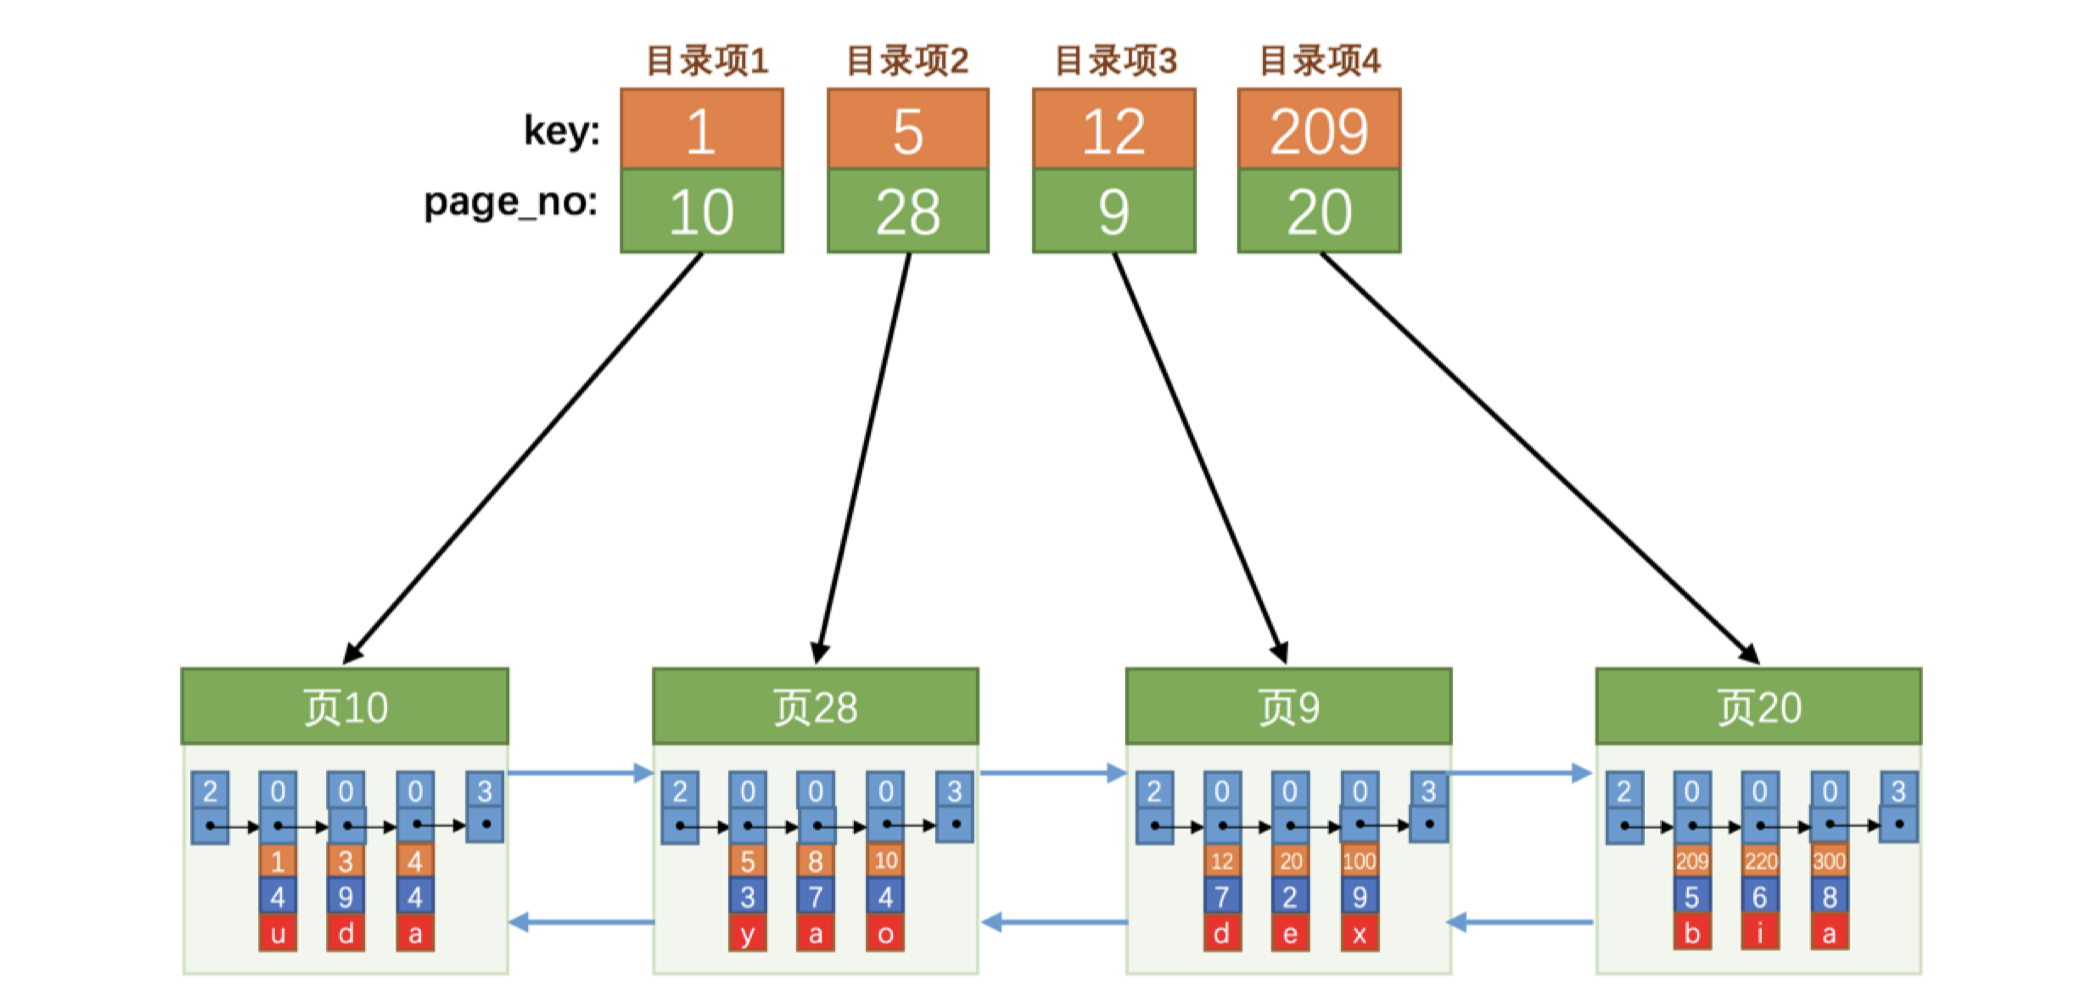 目录项1 目录项2 目录项3 目录项4
key: 1 5 12 209
page_no: 10 28 9 20
页10 页28 页9 页20
2 0 0 0 3 2 0 0 0 3 2 0 0 0 3 2 0 0 0 3
1 3 4 5 8 10 12 20 100 209 220 300
4 9 4 3 7 4 7 2 9 5 6 8
u d a y a o d e x b i a